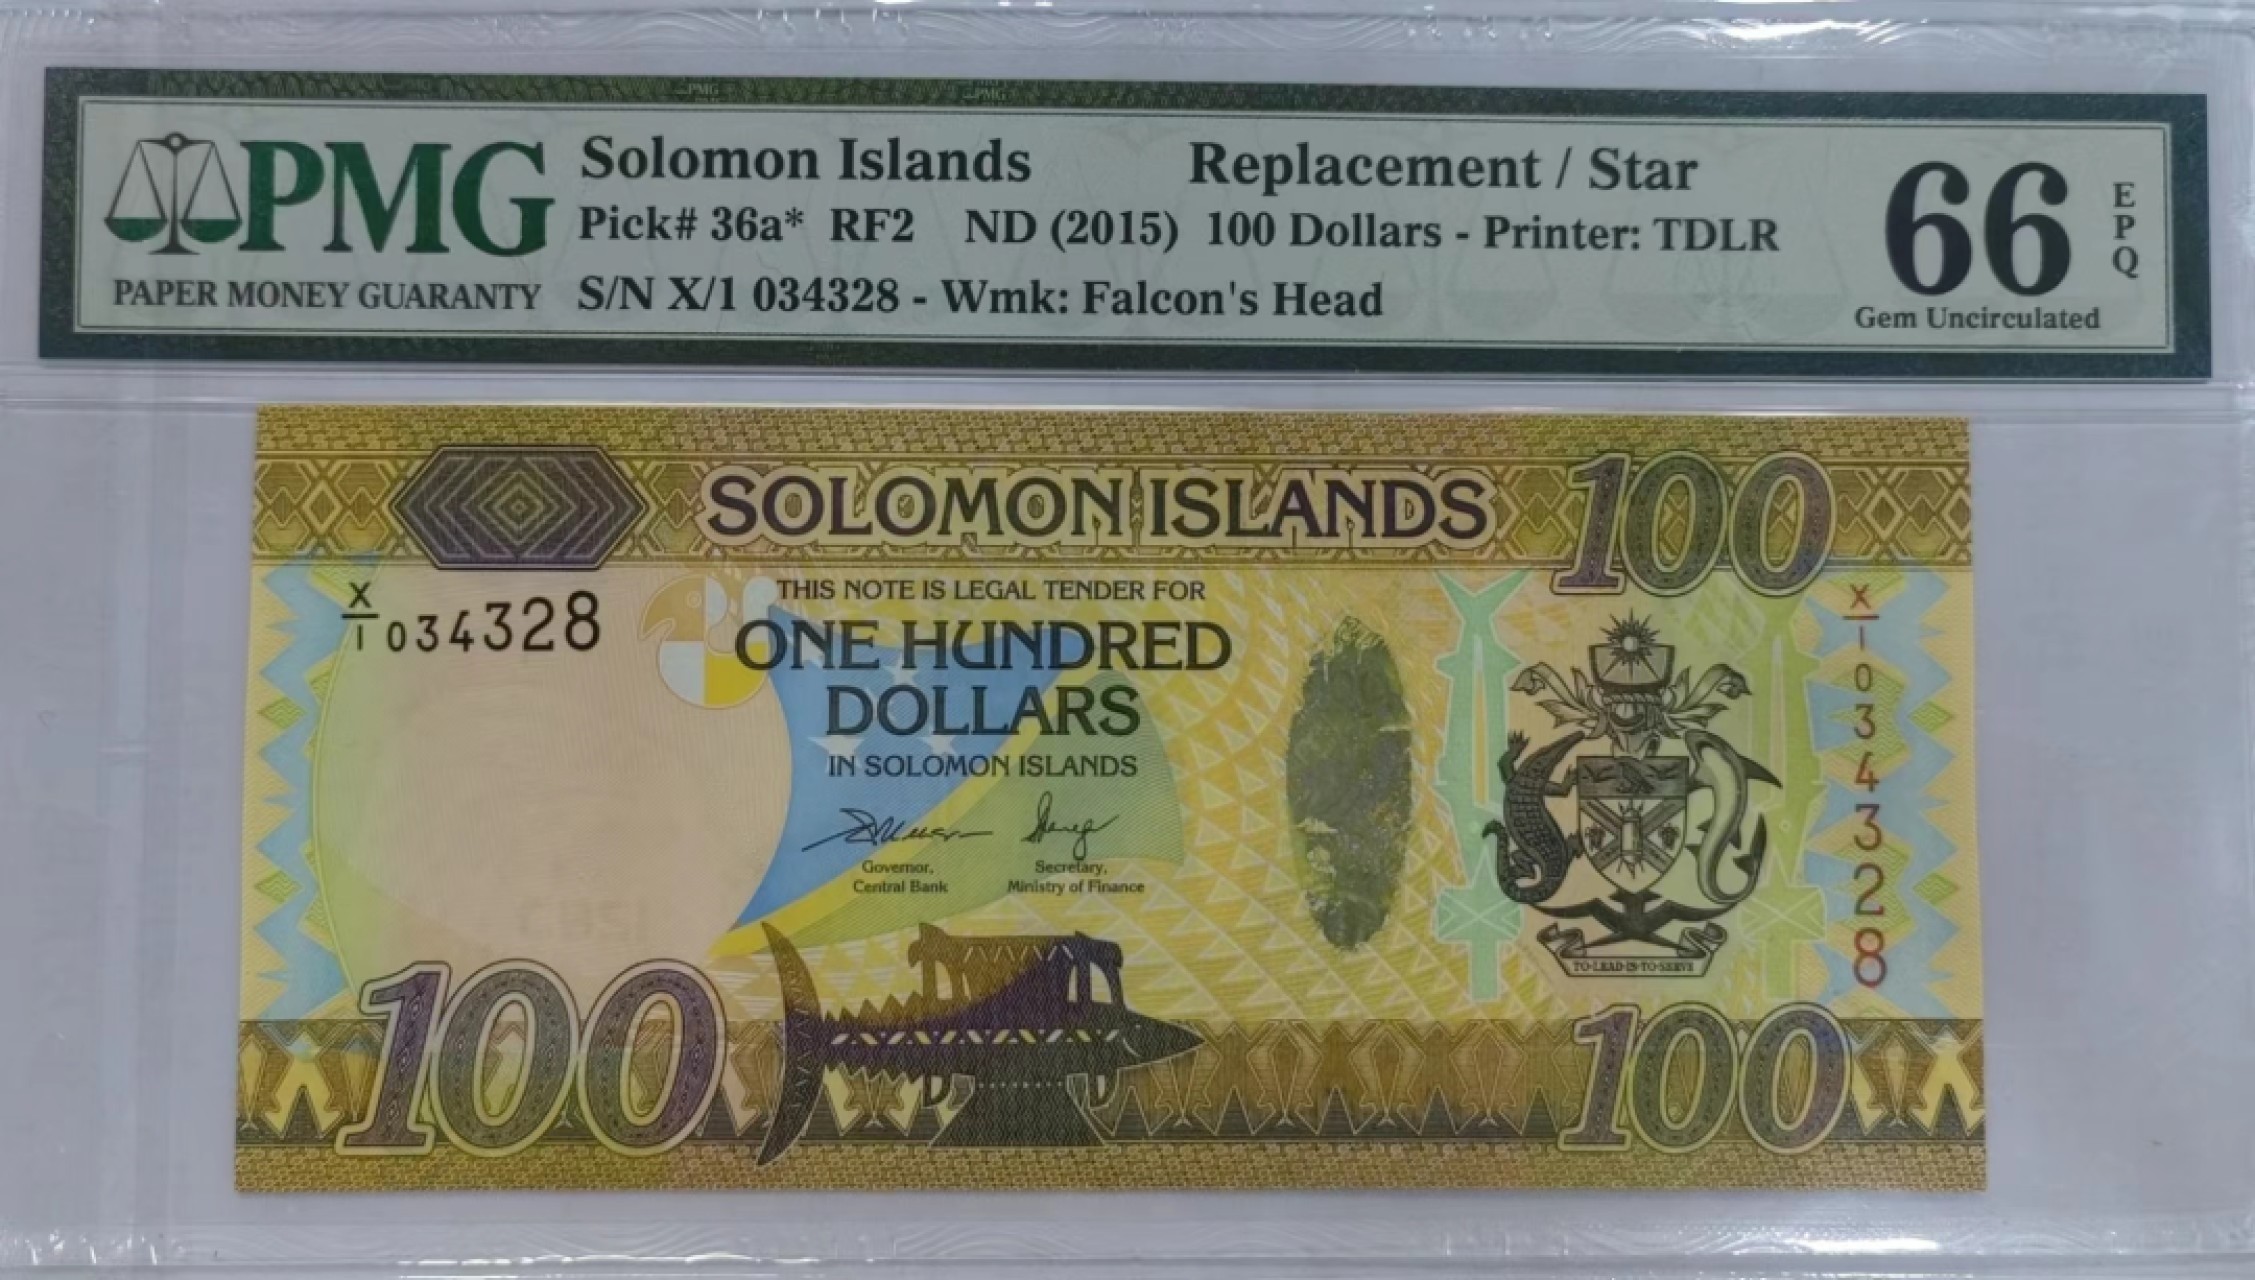 PMG
PMG
PMG
PAPER MONEY GUARANTY
Solomon Islands Replacement / Star
Pick# 36a* RF2 ND (2015) 100 Dollars - Printer: TDLR
S/N X/1 034328 - Wmk: Falcon's Head
66
EPQ
Gem Uncirculated
SOLOMON ISLANDS
100
X/1 034328
THIS NOTE IS LEGAL TENDER FOR
ONE HUNDRED
DOLLARS
IN SOLOMON ISLANDS
Governor,
Central Bank
Secretary,
Ministry of Finance
X/1 034328
TO·LEAD·IS·TO·SERVE
100
100